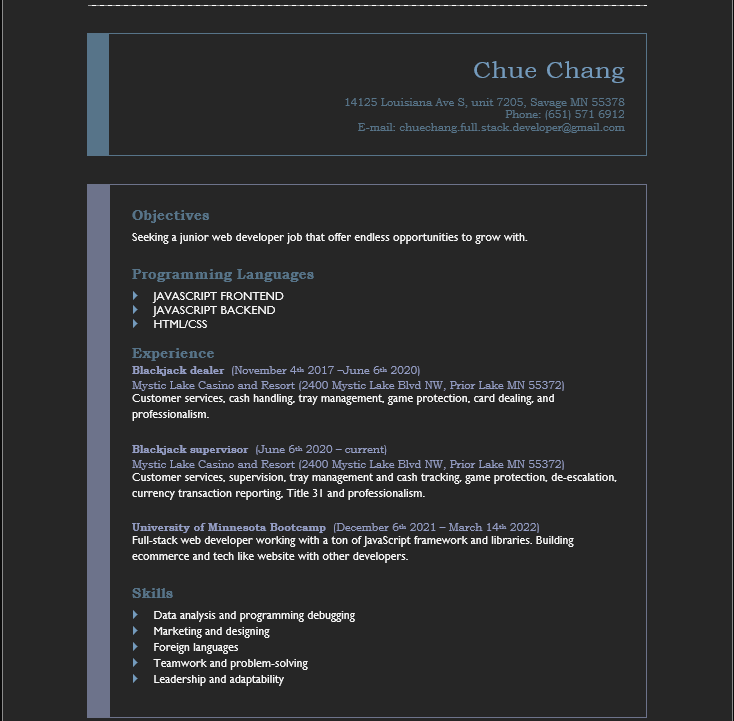 Chue Chang
14125 Louisiana Ave S, unit 7205, Savage MN 55378
Phone: (651) 571 6912
E-mail: chuechang.full.stack.developer@gmail.com
Objectives
Seeking a junior web developer job that offer endless opportunities to grow with.
Programming Languages
JAVASCRIPT FRONTEND
JAVASCRIPT BACKEND
HTML/CSS
Experience
Blackjack dealer (November 4th 2017 –June 6th 2020)
Mystic Lake Casino and Resort (2400 Mystic Lake Blvd NW, Prior Lake MN 55372)
Customer services, cash handling, tray management, game protection, card dealing, and
professionalism.
Blackjack supervisor (June 6th 2020 – current)
Mystic Lake Casino and Resort (2400 Mystic Lake Blvd NW, Prior Lake MN 55372)
Customer services, supervision, tray management and cash tracking, game protection, de-escalation,
currency transaction reporting, Title 31 and professionalism.
University of Minnesota Bootcamp (December 6th 2021 – March 14th 2022)
Full-stack web developer working with a ton of JavaScript framework and libraries. Building
ecommerce and tech like website with other developers.
Skills
Data analysis and programming debugging
Marketing and designing
Foreign languages
Teamwork and problem-solving
Leadership and adaptability